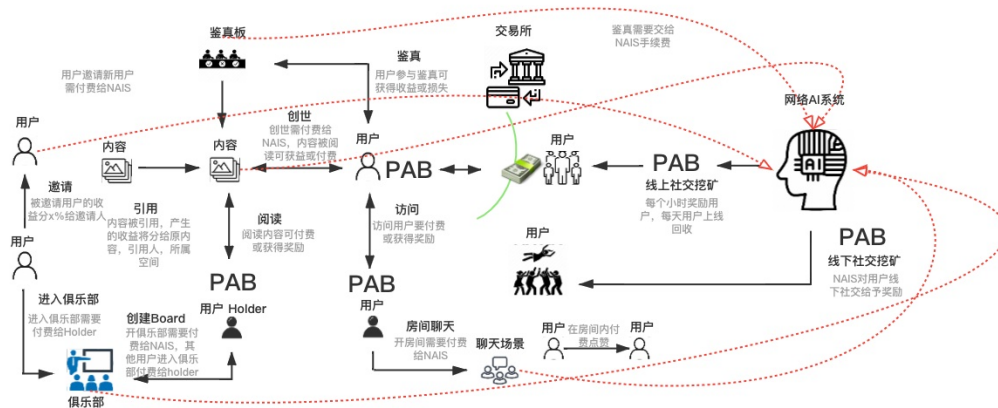 鉴真板
交易所
鉴真需要交给
NAIS手续费
用户邀请新用户
需付费给NAIS
鉴真
用户参与鉴真可
获得收益或损失
网络AI系统
用户
内容
内容
创世
创世需付费给
NAIS，内容被阅
读可获益或付费
用户
PAB
用户
PAB
线上社交挖矿
每个小时奖励用
户，每天用户上线
回收
AI
邀请
被邀请用户的收
益分x%给邀请人
引用
内容被引用，产生
的收益将分给原内
容，引用人，所属
空间
阅读
阅读内容可付费
或获得奖励
访问
访问用户要付费
或获得奖励
用户
用户
PAB
线下社交挖矿
NAIS对用户线
下社交给予奖励
PAB
用户 Holder
PAB
用户
进入俱乐部
进入俱乐部需要
付费给Holder
创建Board
开俱乐部需要付
费给NAIS，其
他用户进入俱乐
部付费给holder
俱乐部
房间聊天
开房间需要付费
给NAIS
聊天场景
用户
在房间内付
费点赞
用户